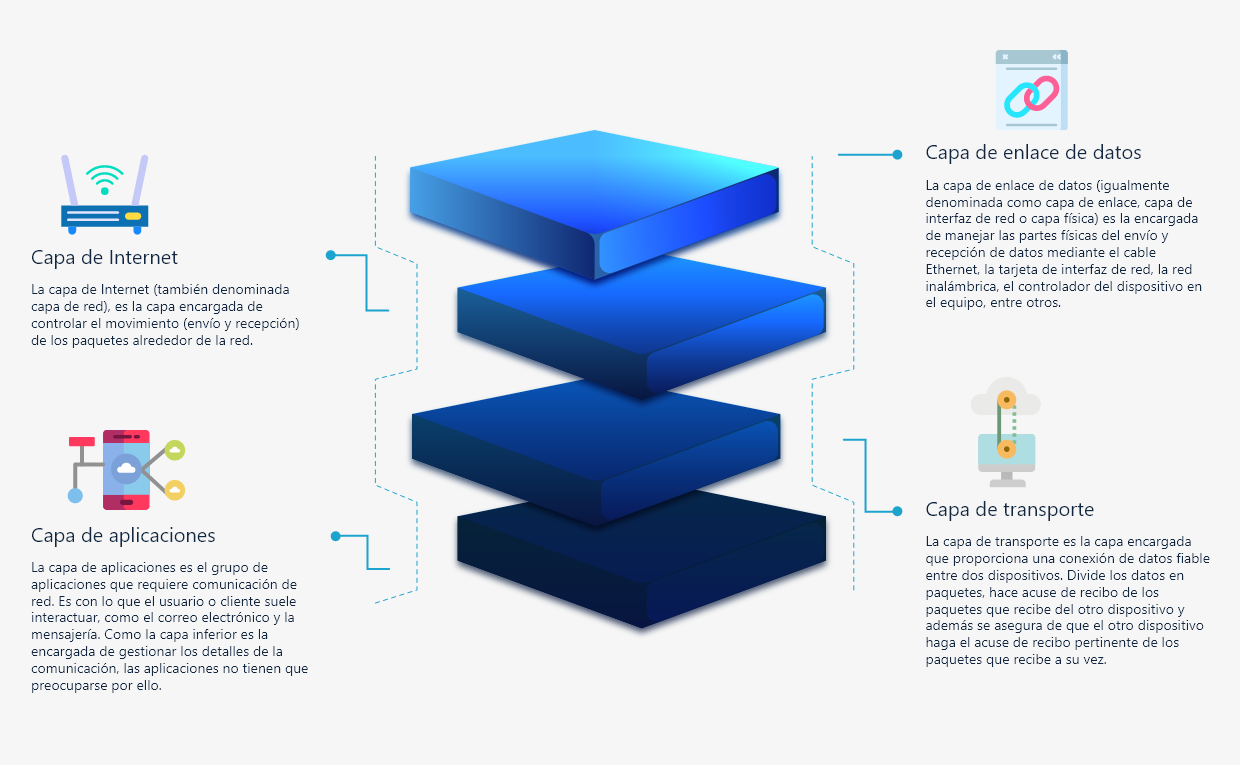 Capa de enlace de datos
La capa de enlace de datos (igualmente
denominada como capa de enlace, capa de
interfaz de red o capa física) es la encargada
de manejar las partes físicas del envío y
recepción de datos mediante el cable
Ethernet, la tarjeta de interfaz de red, la red
inalámbrica, el controlador del dispositivo en
el equipo, entre otros.
Capa de Internet
La capa de Internet (también denominada
capa de red), es la capa encargada de
controlar el movimiento (envío y recepción)
de los paquetes alrededor de la red.
Capa de transporte
La capa de transporte es la capa encargada
que proporciona una conexión de datos fiable
entre dos dispositivos. Divide los datos en
paquetes, hace acuse de recibo de los
paquetes que recibe del otro dispositivo y
además se asegura de que el otro dispositivo
haga el acuse de recibo pertinente de los
paquetes que recibe a su vez.
Capa de aplicaciones
La capa de aplicaciones es el grupo de
aplicaciones que requiere comunicación de
red. Es con lo que el usuario o cliente suele
interactuar, como el correo electrónico y la
mensajería. Como la capa inferior es la
encargada de gestionar los detalles de la
comunicación, las aplicaciones no tienen que
preocuparse por ello.